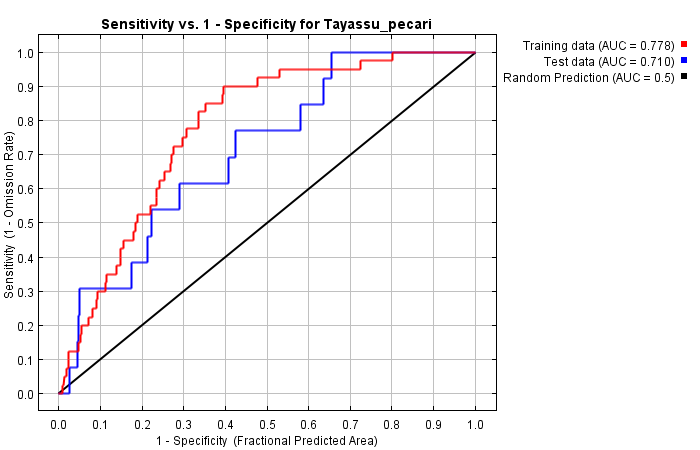 Sensitivity vs. 1 - Specificity for Tayassu_pecari
Training data (AUC = 0.778)
Test data (AUC = 0.710)
Random Prediction (AUC = 0.5)
Sensitivity (1 - Omission Rate)
1.0
0.9
0.8
0.7
0.6
0.5
0.4
0.3
0.2
0.1
0.0
0.0 0.1 0.2 0.3 0.4 0.5 0.6 0.7 0.8 0.9 1.0
1 - Specificity (Fractional Predicted Area)